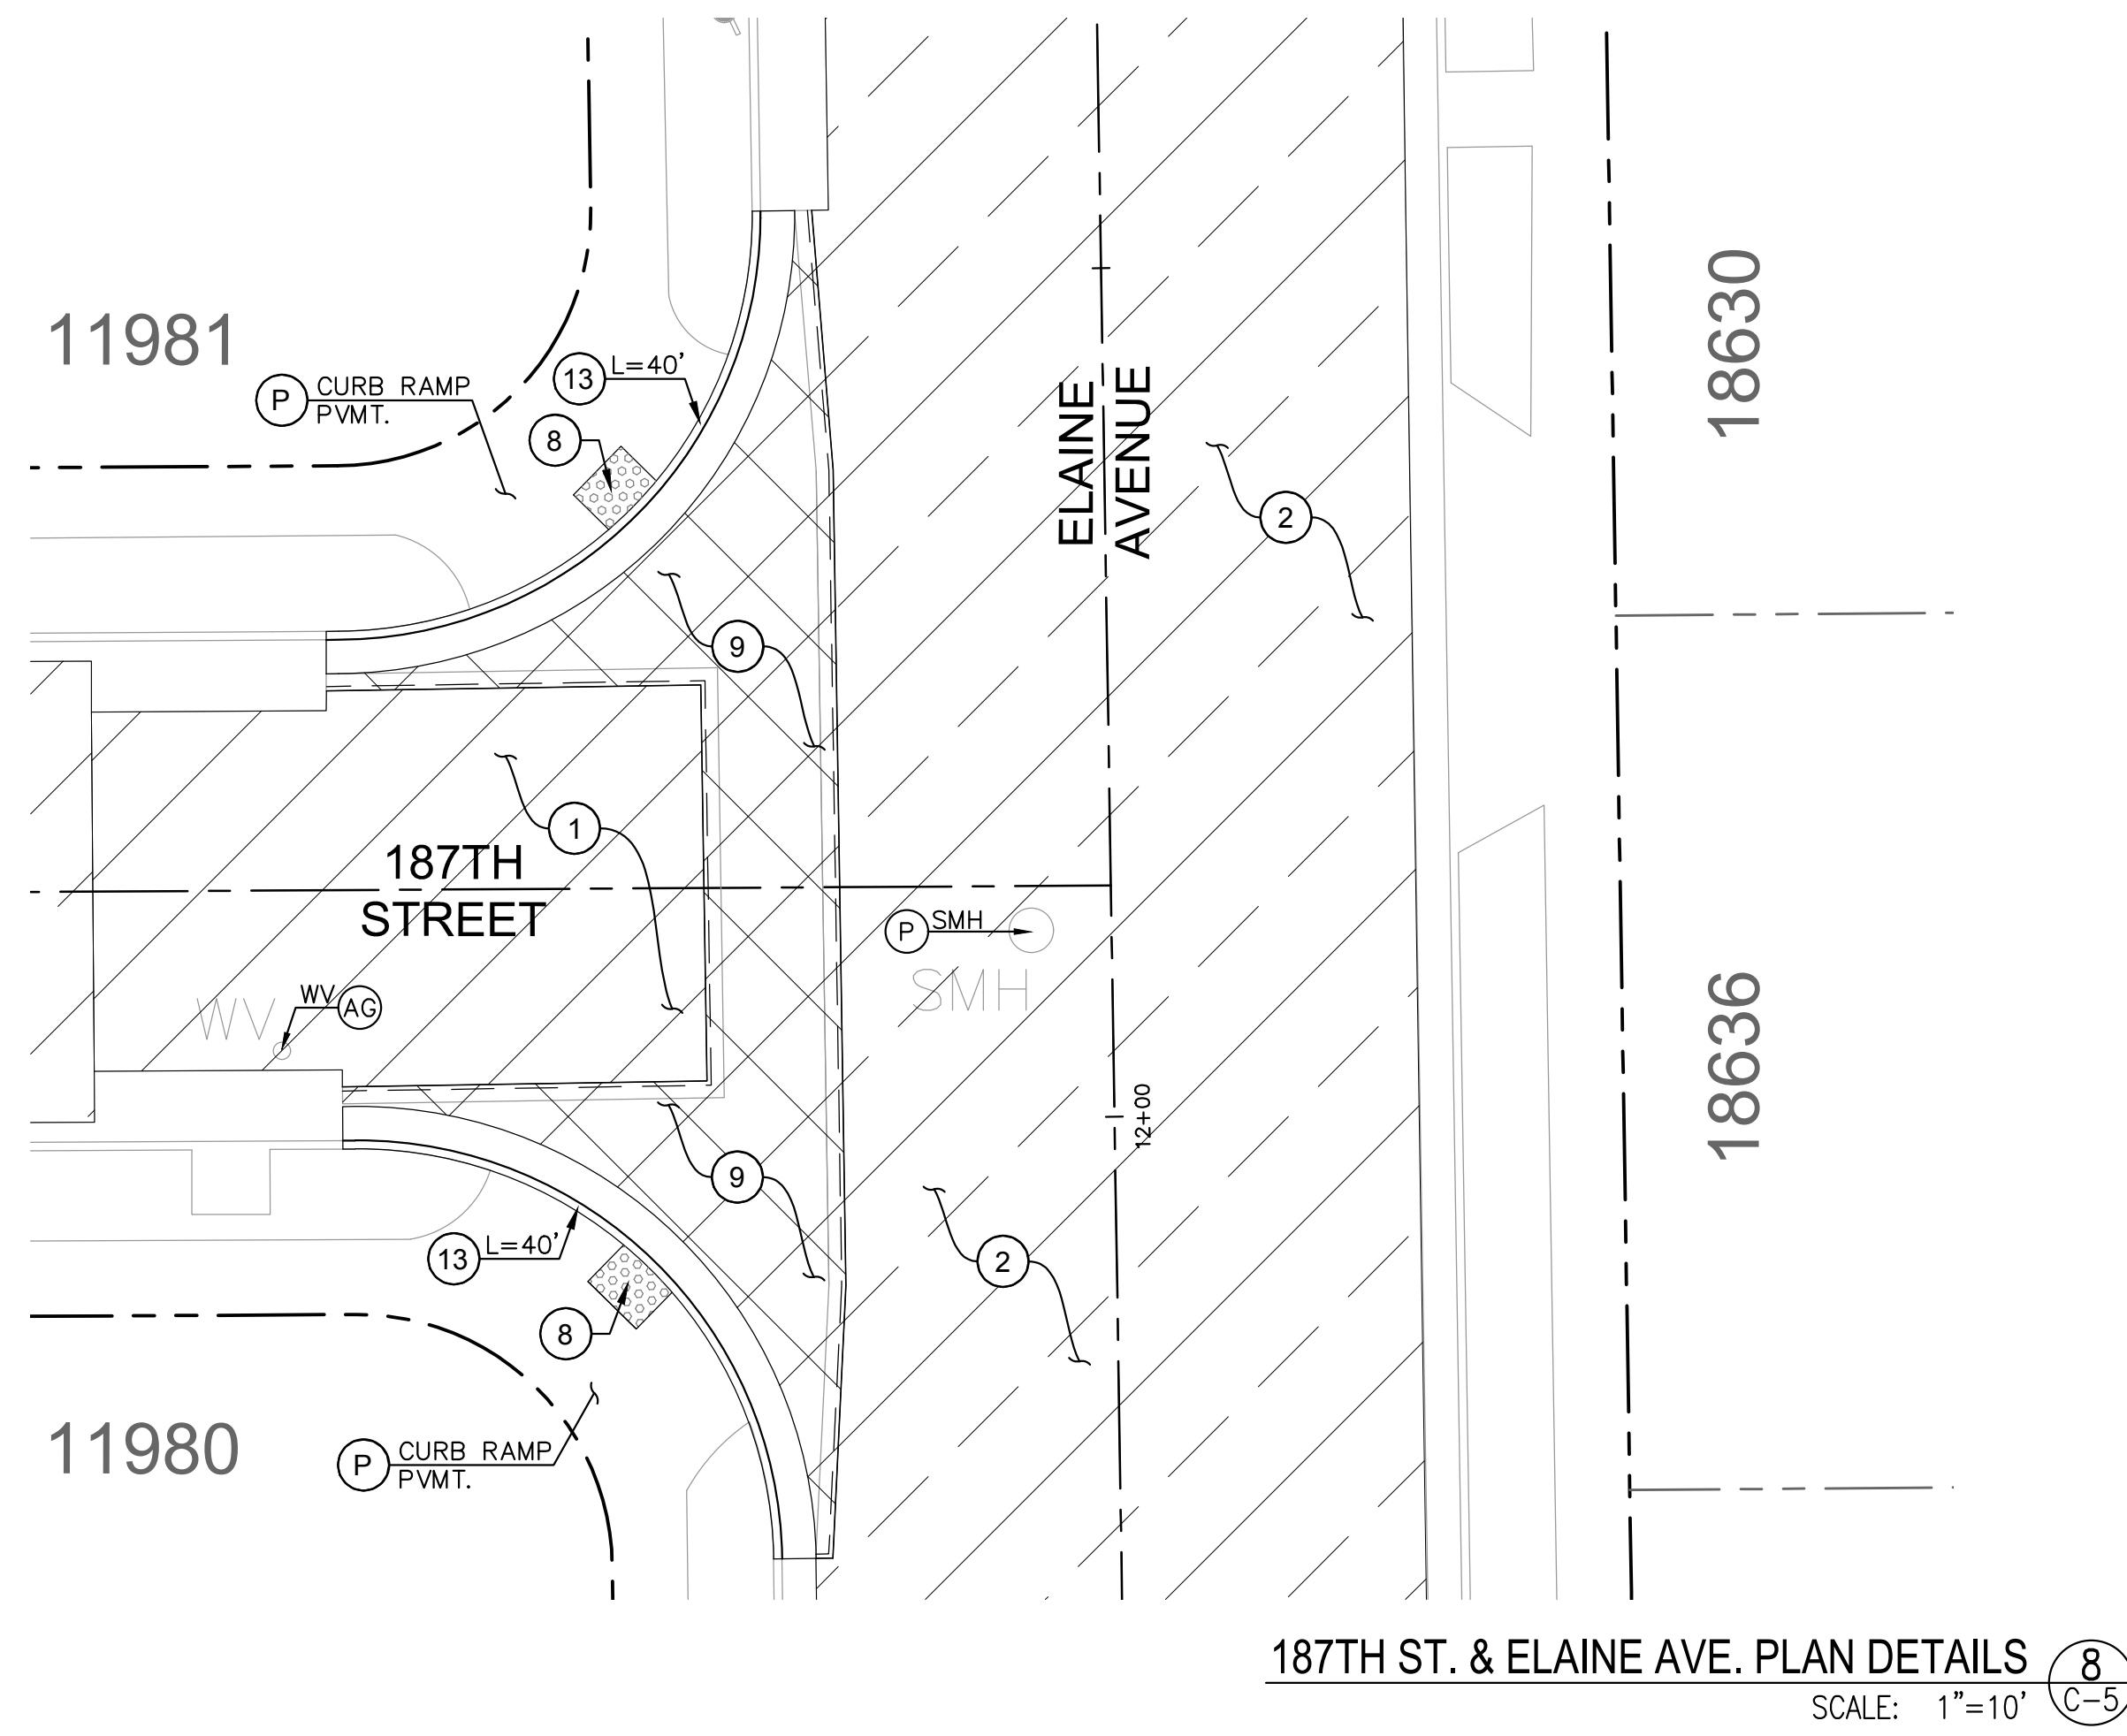 11981
P CURB RAMP
PVMT.
13 L=40'
8
ELAINE
AVENUE
2
18630
9
1
187TH
STREET
P SMH
SMH
WV
WV AG
12+00
18636
9
13 L=40'
8
2
11980
P CURB RAMP
PVMT.
187TH ST. & ELAINE AVE. PLAN DETAILS
8
C-5
SCALE: 1"=10'